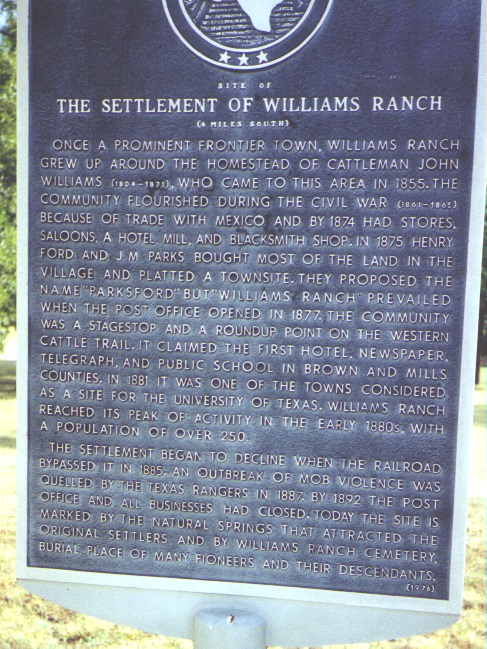 SITE OF
THE SETTLEMENT OF WILLIAMS RANCH
(4 MILES SOUTH)
ONCE A PROMINENT FRONTIER TOWN, WILLIAMS RANCH
GREW UP AROUND THE HOMESTEAD OF CATTLEMAN JOHN
WILLIAMS (1804-1871), WHO CAME TO THIS AREA IN 1855. THE
COMMUNITY FLOURISHED DURING THE CIVIL WAR (1861-1865)
BECAUSE OF TRADE WITH MEXICO AND BY 1874 HAD STORES,
SALOONS, A HOTEL, MILL, AND BLACKSMITH SHOP. IN 1875 HENRY
FORD AND J. M. PARKS BOUGHT MOST OF THE LAND IN THE
VILLAGE AND PLATTED A TOWNSITE. THEY PROPOSED THE
NAME "PARKSFORD" BUT "WILLIAMS RANCH" PREVAILED
WHEN THE POST OFFICE OPENED IN 1877. THE COMMUNITY
WAS A STAGESTOP AND A ROUNDUP POINT ON THE WESTERN
CATTLE TRAIL. IT CLAIMED THE FIRST HOTEL, NEWSPAPER,
TELEGRAPH, AND PUBLIC SCHOOL IN BROWN AND MILLS
COUNTIES. IN 1881 IT WAS ONE OF THE TOWNS CONSIDERED
AS A SITE FOR THE UNIVERSITY OF TEXAS. WILLIAMS RANCH
REACHED ITS PEAK OF ACTIVITY IN THE EARLY 1880s, WITH
A POPULATION OF OVER 250.
THE SETTLEMENT BEGAN TO DECLINE WHEN THE RAILROAD
BYPASSED IT IN 1885. AN OUTBREAK OF MOB VIOLENCE WAS
QUELLED BY THE TEXAS RANGERS IN 1887. BY 1892 THE POST
OFFICE AND ALL BUSINESSES HAD CLOSED. TODAY THE SITE IS
MARKED BY THE NATURAL SPRINGS THAT ATTRACTED THE
ORIGINAL SETTLERS AND BY WILLIAMS RANCH CEMETERY,
BURIAL PLACE OF MANY PIONEERS AND THEIR DESCENDANTS.
(1976)